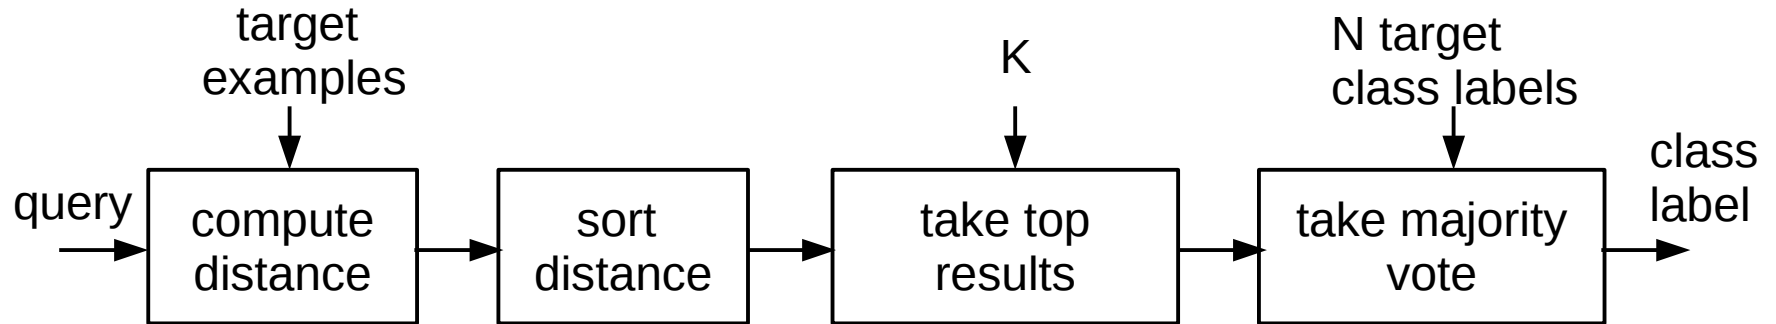 target
examples
K
N target
class labels
query
compute
distance
sort
distance
take top
results
take majority
vote
class
label